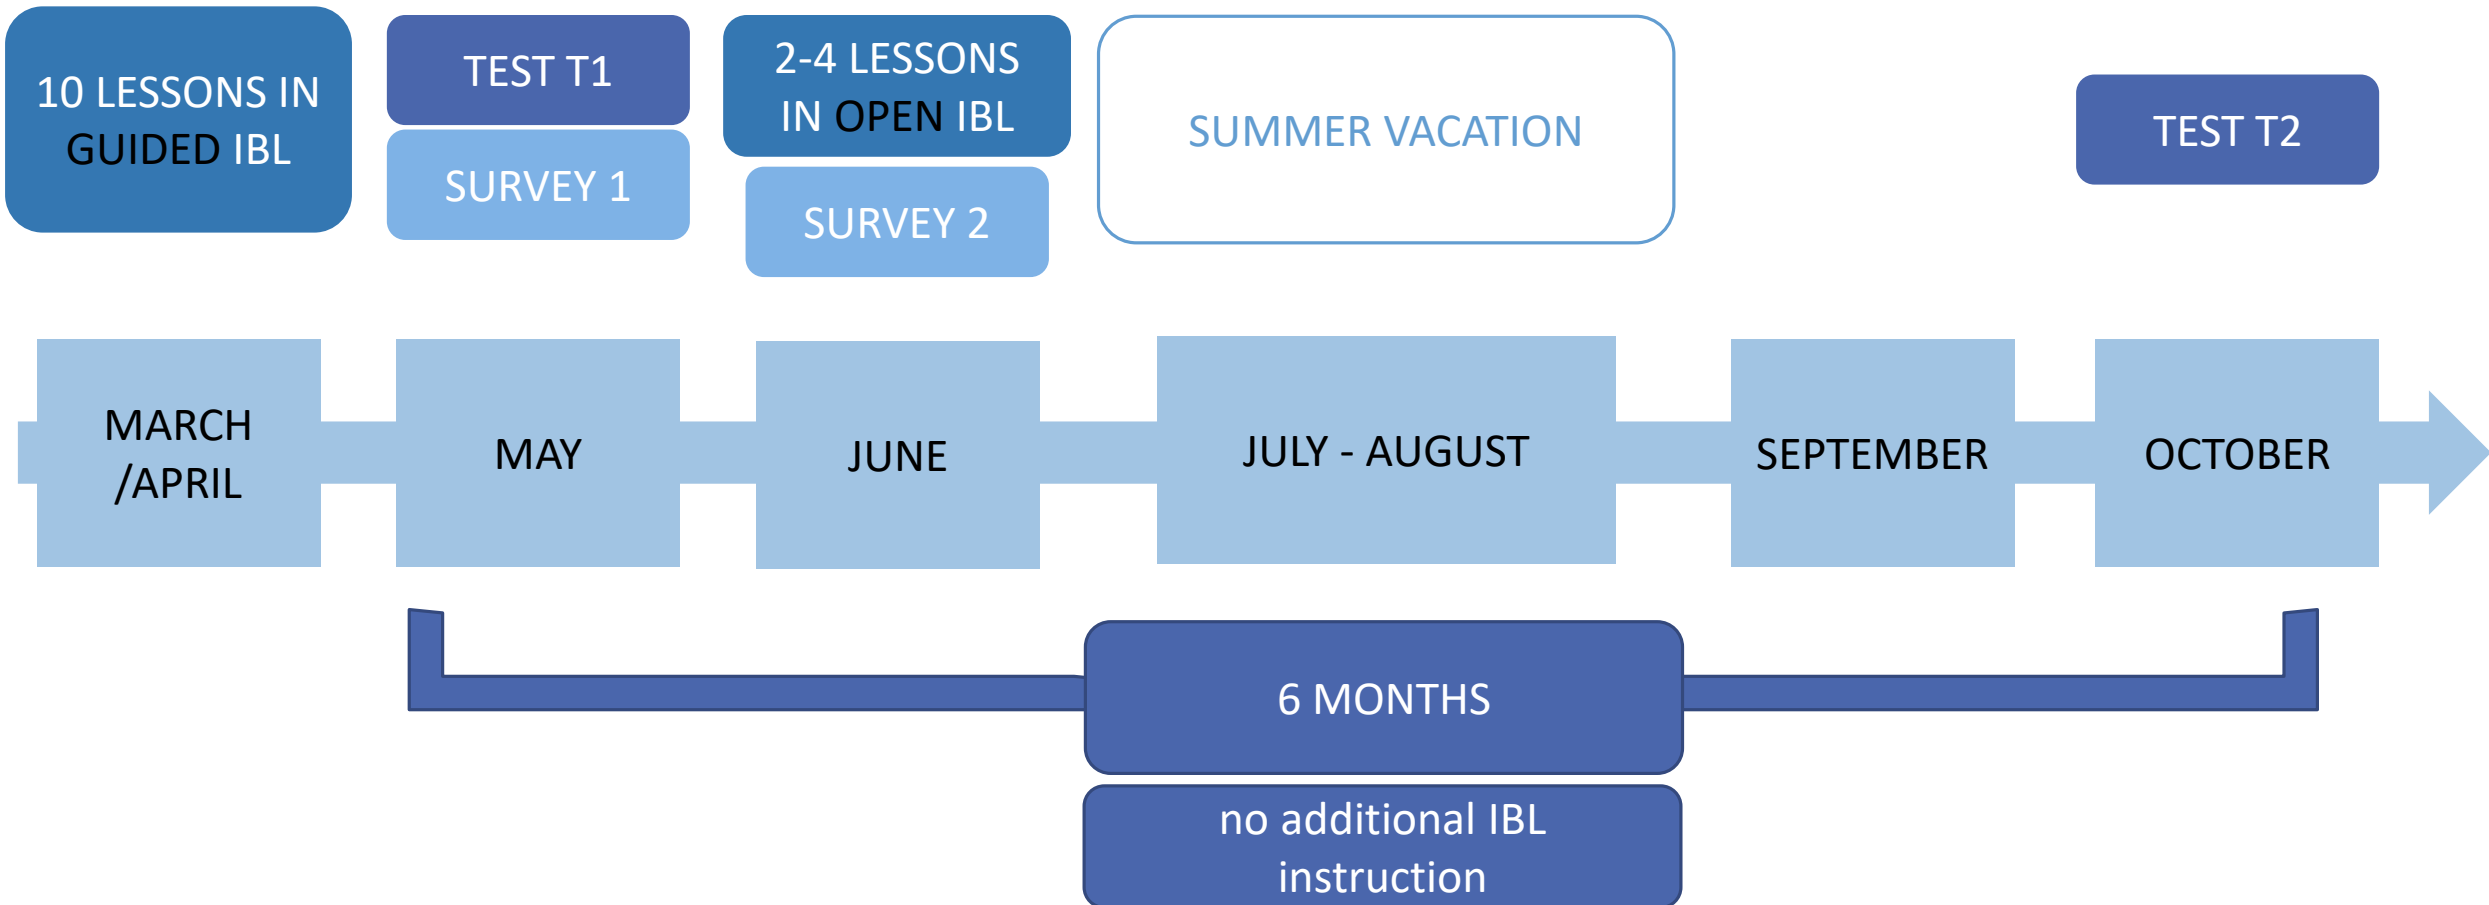 10 LESSONS IN
GUIDED IBL
TEST T1
SURVEY 1
2-4 LESSONS
IN OPEN IBL
SURVEY 2
SUMMER VACATION
TEST T2
MARCH
/APRIL
MAY
JUNE
JULY - AUGUST
SEPTEMBER
OCTOBER
6 MONTHS
no additional IBL
instruction